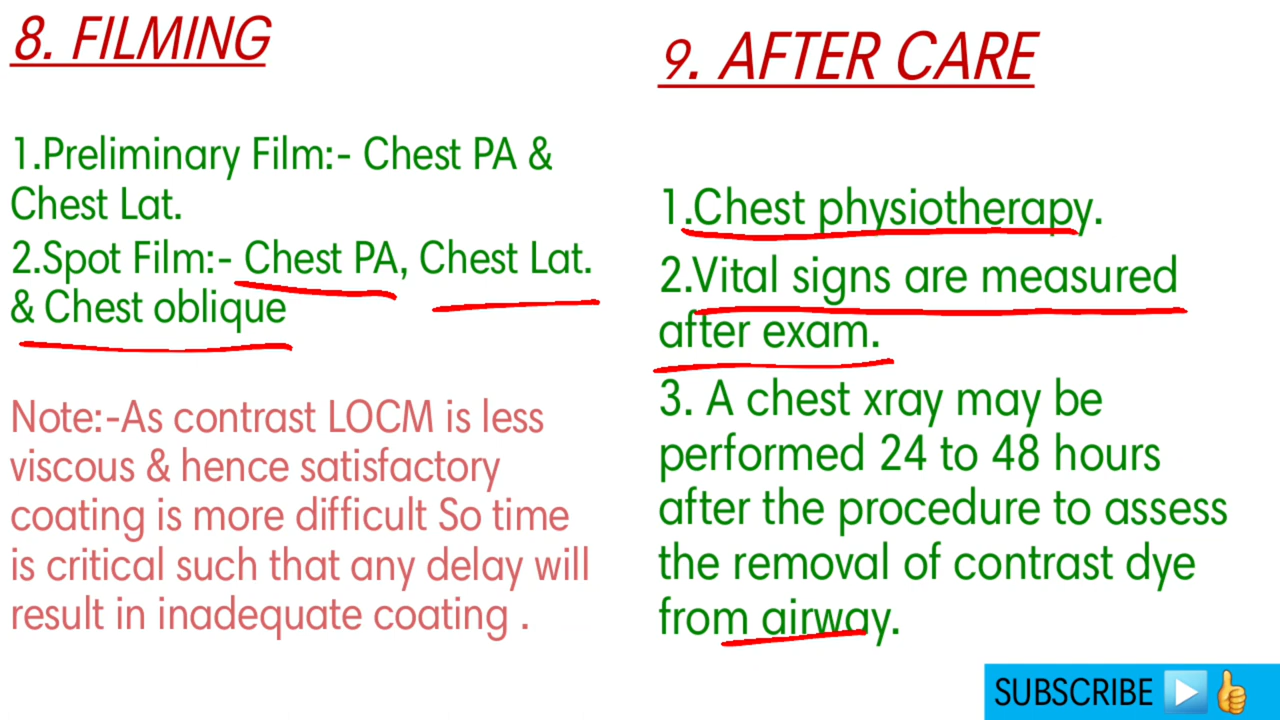 8. FILMING
1.Preliminary Film:- Chest PA &
Chest Lat.
2.Spot Film:- Chest PA, Chest Lat.
& Chest oblique
Note:-As contrast LOCM is less
viscous & hence satisfactory
coating is more difficult So time
is critical such that any delay will
result in inadequate coating .
9. AFTER CARE
1.Chest physiotherapy.
2.Vital signs are measured
after exam.
3. A chest xray may be
performed 24 to 48 hours
after the procedure to assess
the removal of contrast dye
from airway.
SUBSCRIBE